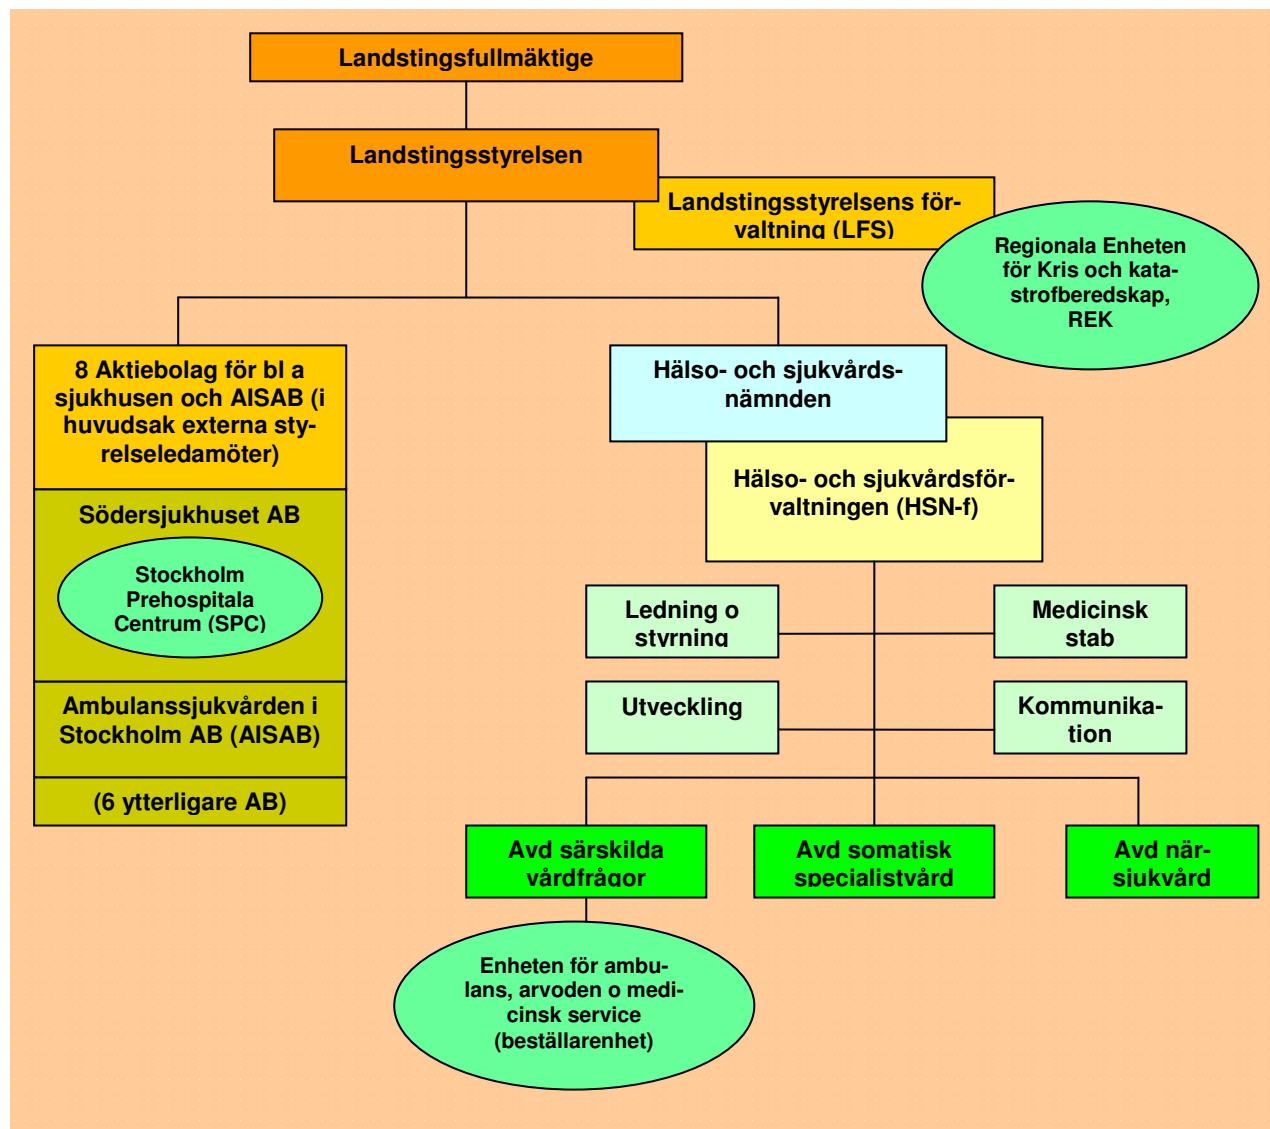 Landstingsfullmäktige
Landstingsstyrelsen
Landstingsstyrelsens för-
valtning (LFS)
Regionala Enheten
för Kris och kata-
strofberedskap,
REK
8 Aktiebolag för bl a
sjukhusen och AISAB (i
huvudsak externa sty-
relseledamöter)
Södersjukhuset AB
Stockholm
Prehospitala
Centrum (SPC)
Ambulanssjukvården i
Stockholm AB (AISAB)
(6 ytterligare AB)
Hälso- och sjukvårds-
nämnden
Hälso- och sjukvårdsför-
valtningen (HSN-f)
Ledning o
styrning
Medicinsk
stab
Utveckling
Kommunika-
tion
Avd särskilda
vårdfrågor
Avd somatisk
specialistvård
Avd när-
sjukvård
Enheten för ambu-
lans, arvoden o medi-
cinsk service
(beställarenhet)